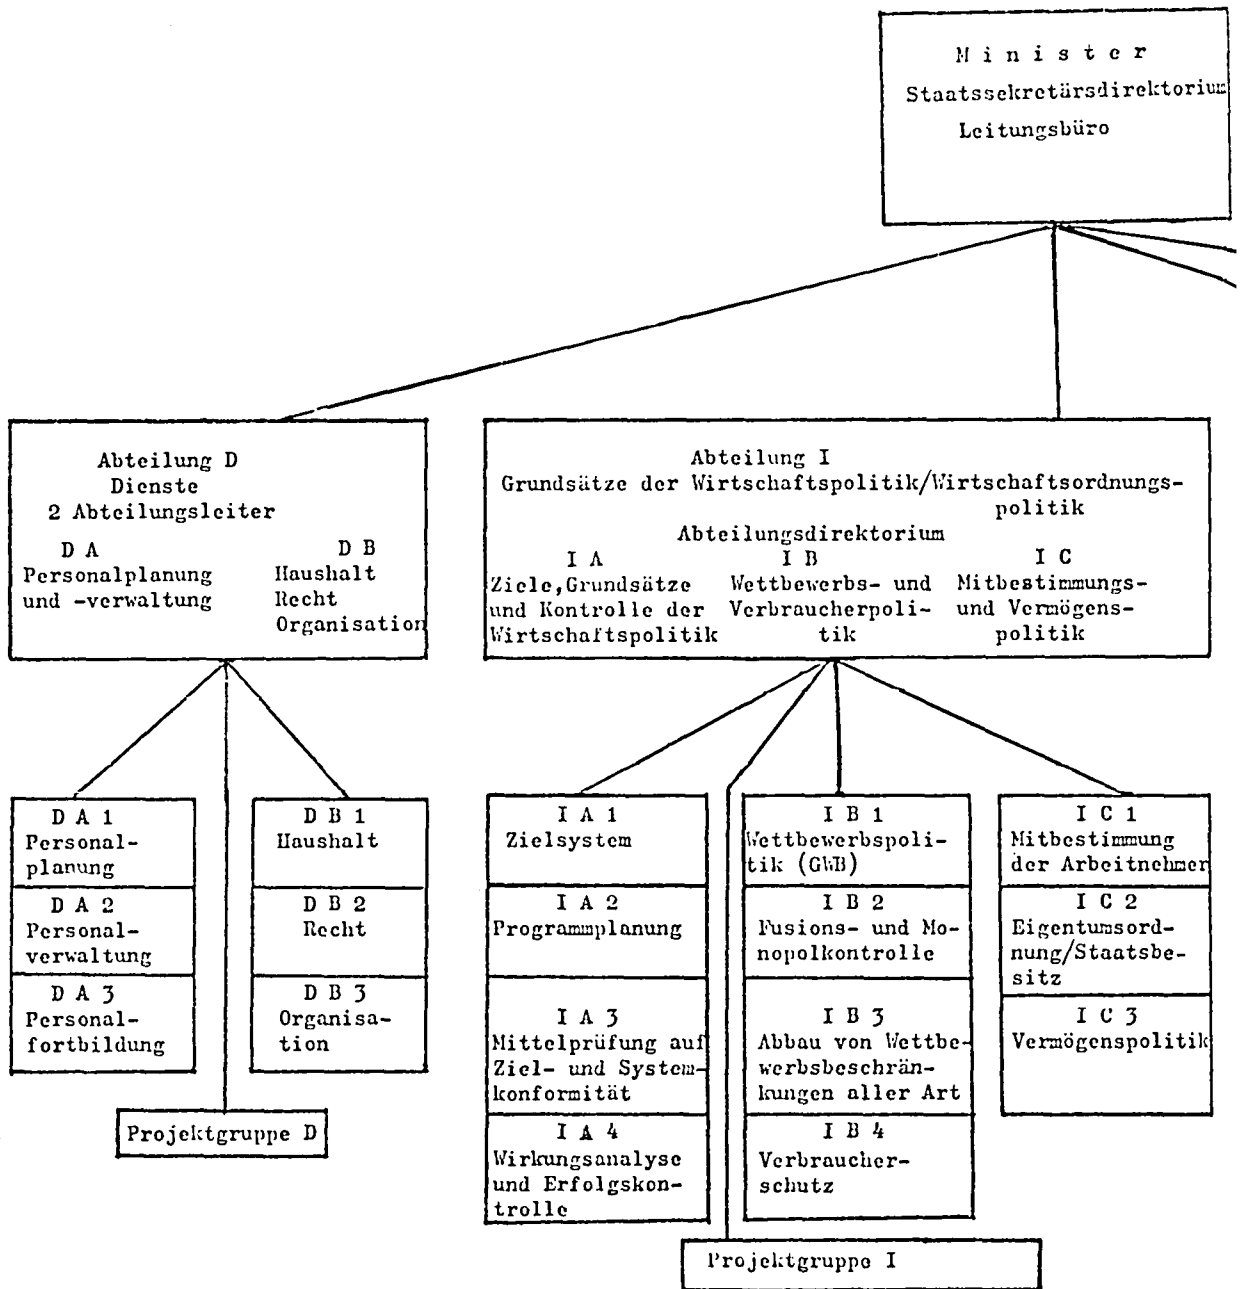 Minister
Staatssekretärsdirektorium
Leitungsbüro
Abteilung D
Dienste
2 Abteilungsleiter
D A
Personalplanung
und -verwaltung
D B
Haushalt
Recht
Organisation
Abteilung I
Grundsätze der Wirtschaftspolitik/Wirtschaftsordnungs-
politik
Abteilungsdirektorium
I A
Ziele,Grundsätze
und Kontrolle der
Wirtschaftspolitik
I B
Wettbewerbs- und
Verbraucherpoli-
tik
I C
Mitbestimmungs-
und Vermögens-
politik
D A 1
Personal-
planung
D A 2
Personal-
verwaltung
D A 3
Personal-
fortbildung
D B 1
Haushalt
D B 2
Recht
D B 3
Organisa-
tion
Projektgruppe D
I A 1
Zielsystem
I A 2
Programmplanung
I A 3
Mittelprüfung auf
Ziel- und System-
konformität
I A 4
Wirkungsanalyse
und Erfolgskon-
trolle
I B 1
Wettbewerbspoli-
tik (GWB)
I B 2
Fusions- und Mo-
nopolkontrolle
I B 3
Abbau von Wettbe-
werbsbeschrän-
kungen aller Art
I B 4
Verbraucher-
schutz
I C 1
Mitbestimmung
der Arbeitnehmer
I C 2
Eigentumsord-
nung/Staatsbe-
sitz
I C 3
Vermögenspolitik
Projektgruppe I